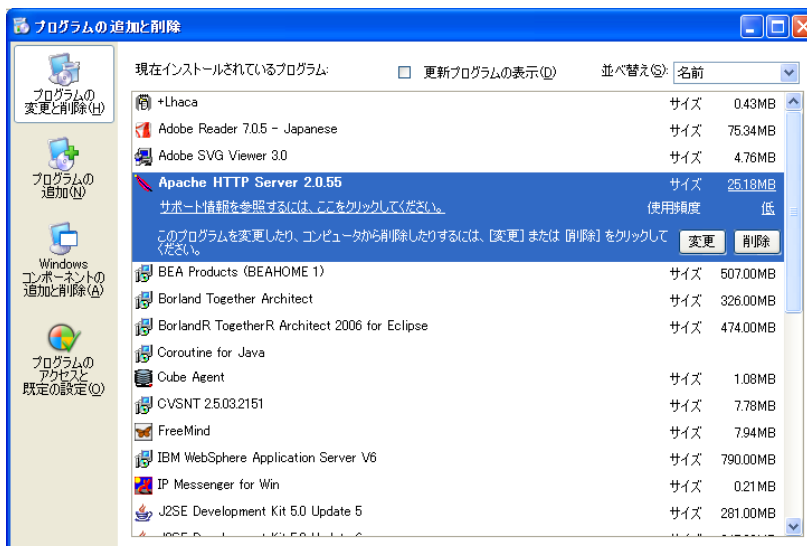 プログラムの追加と削除
現在インストールされているプログラム:
更新プログラムの表示(D)
並べ替え(S):
名前
プログラムの
変更と削除(H)
プログラムの
追加(N)
Windows
コンポーネントの
追加と削除(A)
プログラムの
アクセスと
既定の設定(O)
+Lhaca サイズ 0.43MB
Adobe Reader 7.0.5 - Japanese サイズ 75.34MB
Adobe SVG Viewer 3.0 サイズ 4.76MB
Apache HTTP Server 2.0.55 サイズ 25.18MB
サポート情報を参照するには、ここをクリックしてください。 使用頻度 低
このプログラムを変更したり、コンピュータから削除したりするには、[変更] または [削除] をクリックして
ください。
変更 削除
BEA Products (BEAHOME 1) サイズ 507.00MB
Borland Together Architect サイズ 326.00MB
BorlandR TogetherR Architect 2006 for Eclipse サイズ 474.00MB
Coroutine for Java
Cube Agent サイズ 1.08MB
CVSNT 2.5.03.2151 サイズ 7.78MB
FreeMind サイズ 7.94MB
IBM WebSphere Application Server V6 サイズ 790.00MB
IP Messenger for Win サイズ 0.21MB
J2SE Development Kit 5.0 Update 5 サイズ 281.00MB